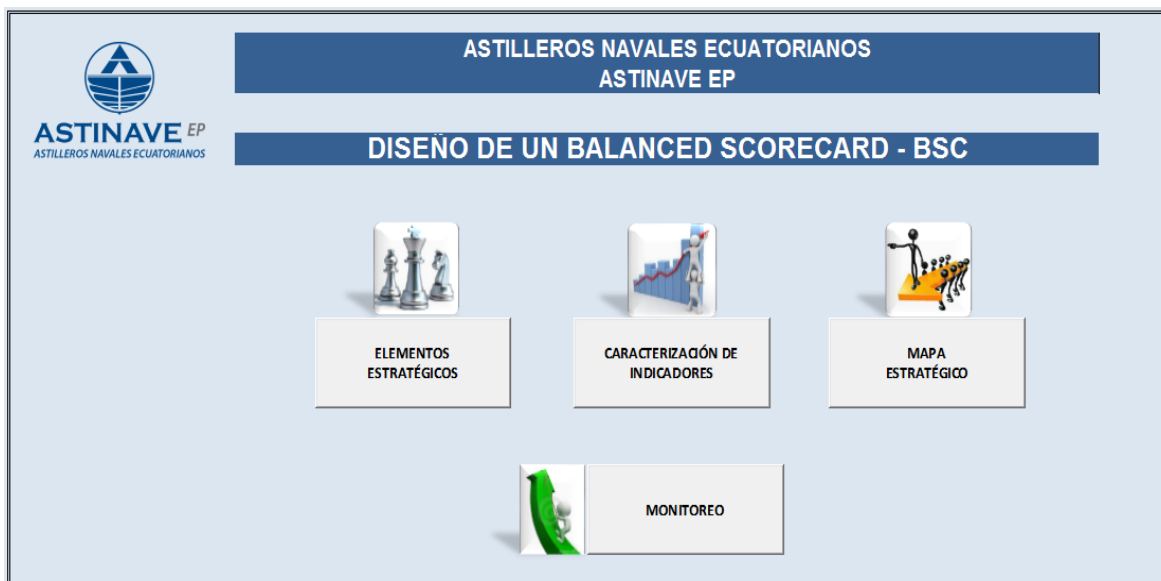 ASTILLEROS NAVALES ECUATORIANOS
ASTINAVE EP
ASTINAVE EP
ASTILLEROS NAVALES ECUATORIANOS
DISEÑO DE UN BALANCED SCORECARD - BSC
ELEMENTOS
ESTRATÉGICOS
CARACTERIZACIÓN DE
INDICADORES
MAPA
ESTRATÉGICO
MONITOREO